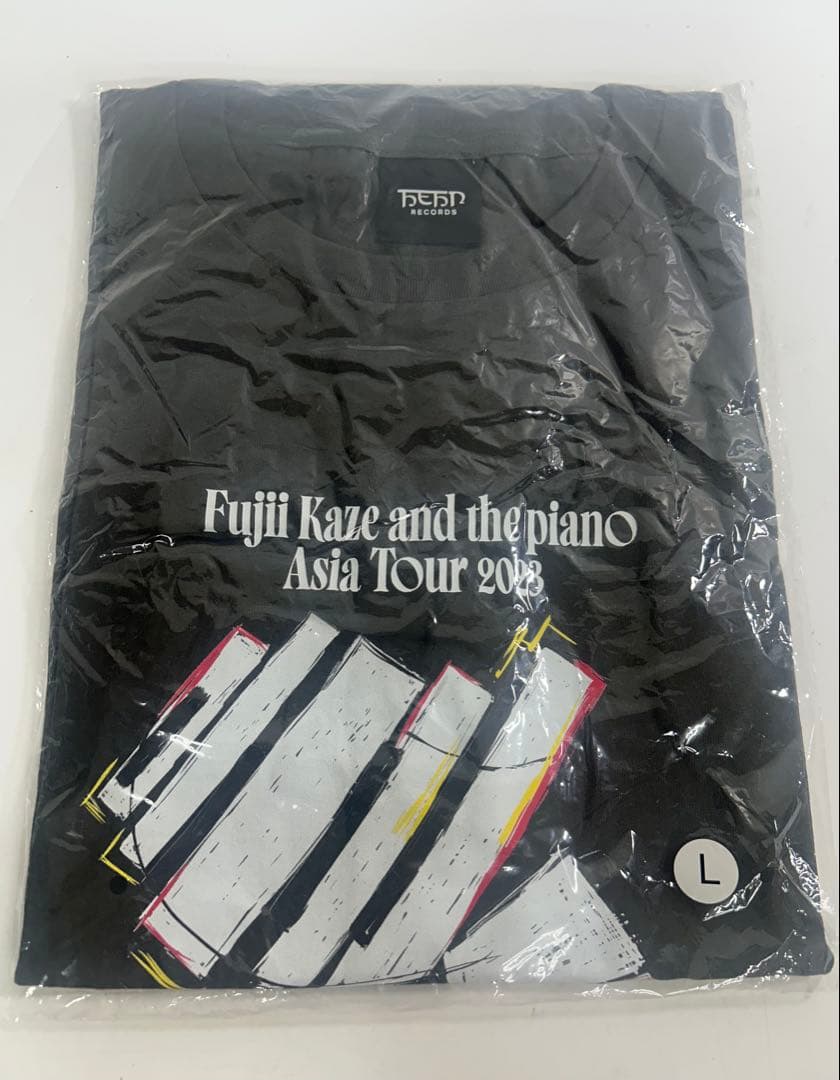 HEHN
RECORDS
Fujii Kaze and the piano
Asia Tour 2023
L